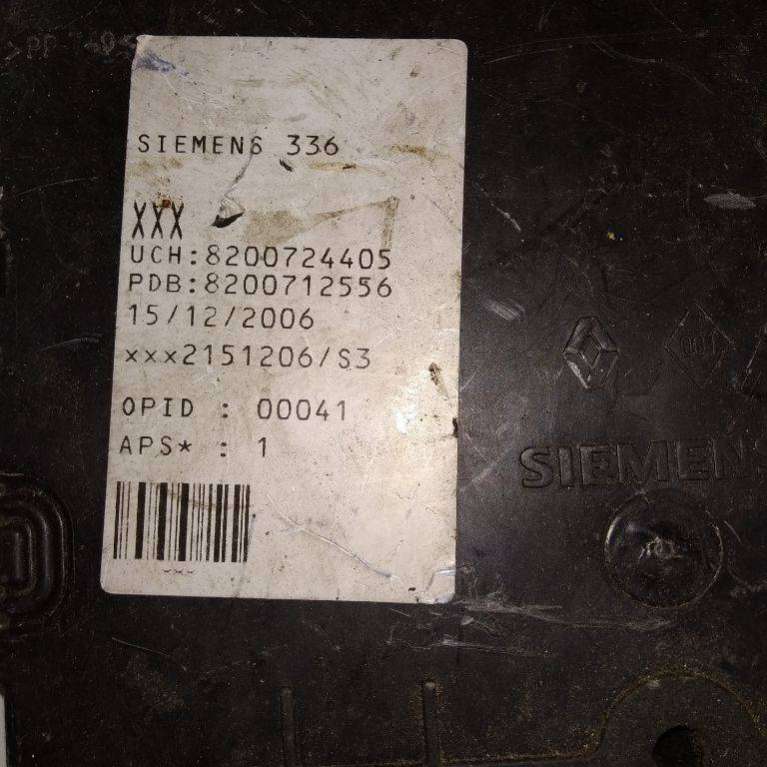 SIEMENS 336
XXX
UCH:8200724405
PDB:8200712556
15/12/2006
xxx2151206/S3
OPID : 00041
APS* : 1
SIEMENS